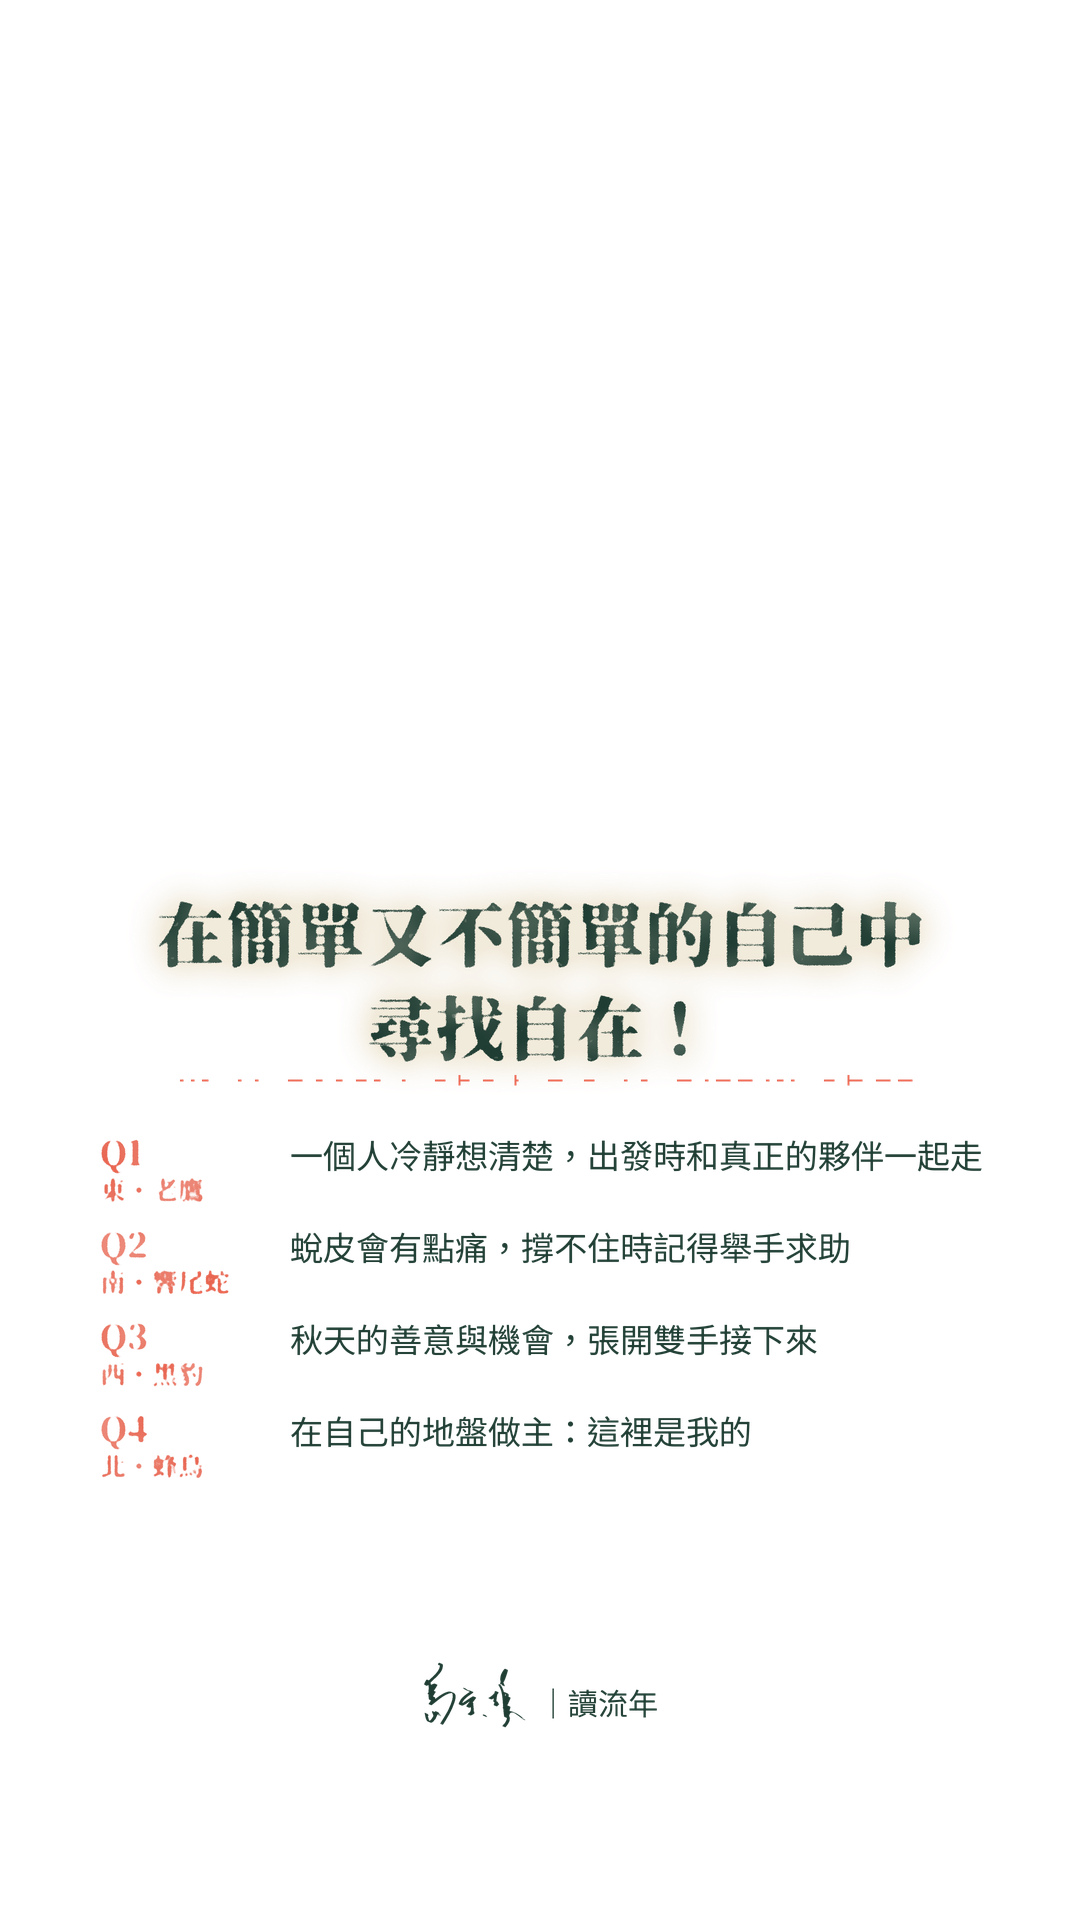 在簡單又不簡單的自己中
尋找自在！
Q1 一個人冷靜想清楚，出發時和真正的夥伴一起走
東・老鷹
Q2 蛻皮會有點痛，撐不住時記得舉手求助
南・響尾蛇
Q3 秋天的善意與機會，張開雙手接下來
西・黑豹
Q4 在自己的地盤做主：這裡是我的
北・蜂鳥
｜讀流年